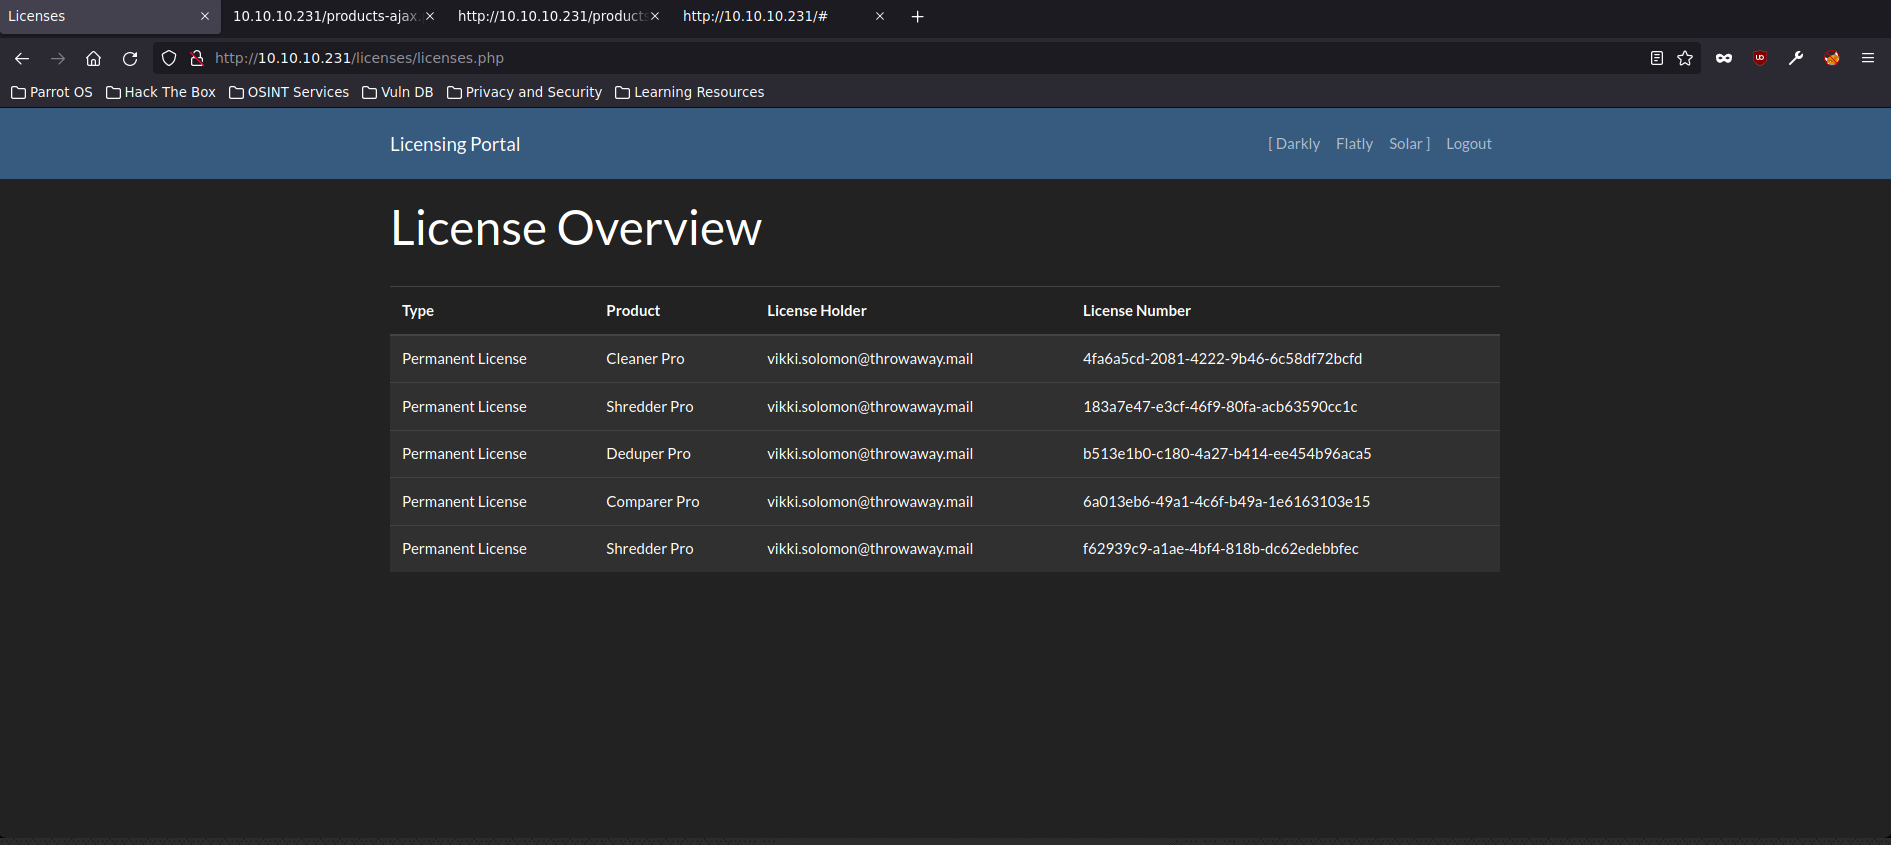 Licenses
10.10.10.231/products-ajax.
http://10.10.10.231/products
http://10.10.10.231/#
http://10.10.10.231/licenses/licenses.php
Parrot OS Hack The Box OSINT Services Vuln DB Privacy and Security Learning Resources
Licensing Portal [ Darkly Flatly Solar ] Logout
License Overview
Type Product License Holder License Number
Permanent License Cleaner Pro vikki.solomon@throwaway.mail 4fa6a5cd-2081-4222-9b46-6c58df72bcfd
Permanent License Shredder Pro vikki.solomon@throwaway.mail 183a7e47-e3cf-46f9-80fa-acb63590cc1c
Permanent License Deduper Pro vikki.solomon@throwaway.mail b513e1b0-c180-4a27-b414-ee454b96aca5
Permanent License Comparer Pro vikki.solomon@throwaway.mail 6a013eb6-49a1-4c6f-b49a-1e6163103e15
Permanent License Shredder Pro vikki.solomon@throwaway.mail f62939c9-a1ae-4bf4-818b-dc62edebbfec